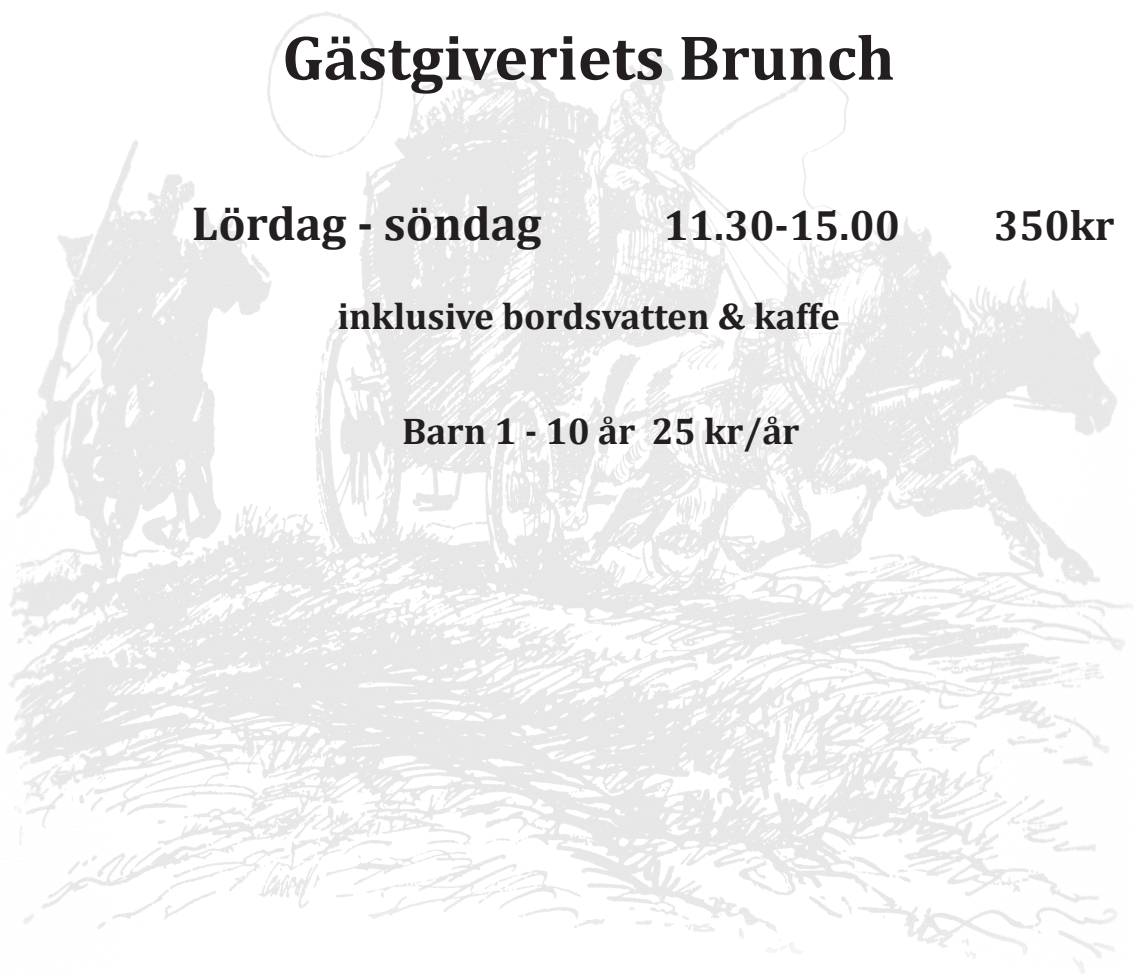 Gästgiveriets Brunch
Lördag - söndag 11.30-15.00 350kr
inklusive bordsvatten & kaffe
Barn 1 - 10 år 25 kr/år